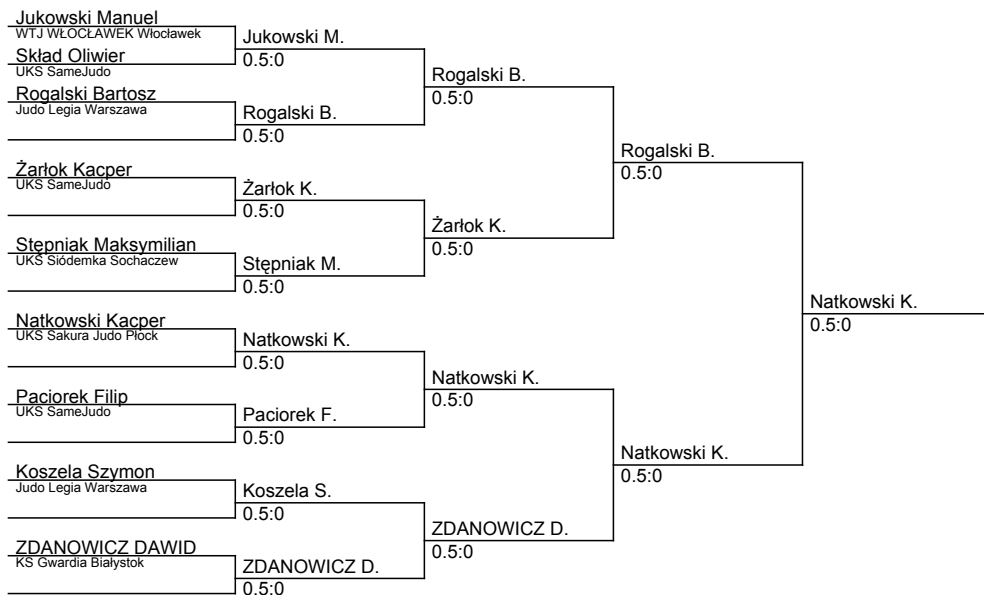 Jukowski Manuel
WTJ WŁOCŁAWEK Włocławek
Skład Oliwier
UKS SameJudo
Rogalski Bartosz
Judo Legia Warszawa
Żarłok Kacper
UKS SameJudo
Stępniak Maksymilian
UKS Siódemka Sochaczew
Natkowski Kacper
UKS Sakura Judo Płock
Paciorek Filip
UKS SameJudo
Koszela Szymon
Judo Legia Warszawa
ZDANOWICZ DAWID
KS Gwardia Białystok
Jukowski M.
0.5:0
Rogalski B.
0.5:0
Żarłok K.
0.5:0
Stępniak M.
0.5:0
Natkowski K.
0.5:0
Paciorek F.
0.5:0
Koszela S.
0.5:0
ZDANOWICZ D.
0.5:0
Rogalski B.
0.5:0
Żarłok K.
0.5:0
Natkowski K.
0.5:0
ZDANOWICZ D.
0.5:0
Rogalski B.
0.5:0
Natkowski K.
0.5:0
Natkowski K.
0.5:0